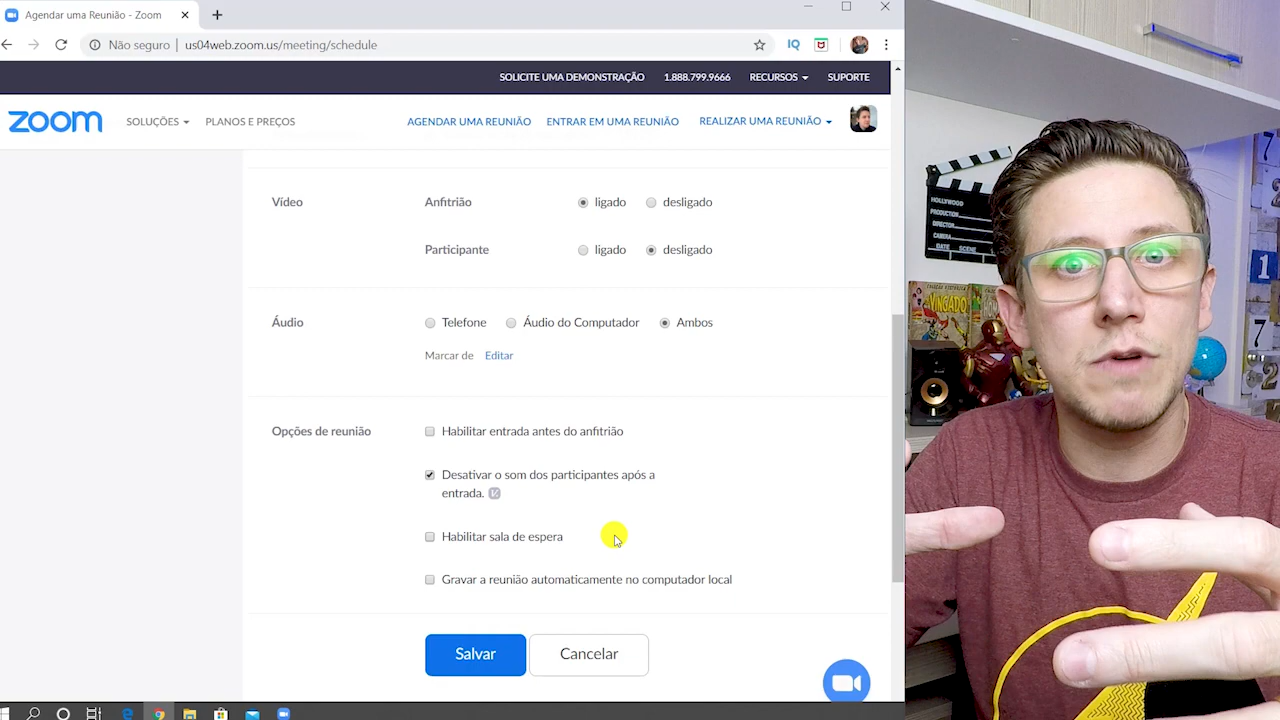 Agendar uma Reunião - Zoom
Não seguro | us04web.zoom.us/meeting/schedule
IQ
SOLICITE UMA DEMONSTRAÇÃO 1.888.799.9666 RECURSOS SUPORTE
zoom SOLUÇÕES PLANOS E PREÇOS AGENDAR UMA REUNIÃO ENTRAR EM UMA REUNIÃO REALIZAR UMA REUNIÃO
Vídeo Anfitrião ligado desligado
Participante ligado desligado
Áudio Telefone Áudio do Computador Ambos
Marcar de Editar
Opções de reunião Habilitar entrada antes do anfitrião
Desativar o som dos participantes após a
entrada.
Habilitar sala de espera
Gravar a reunião automaticamente no computador local
Salvar Cancelar
HOLLYWOOD
PRODUCTION
DIRECTOR
CAMERA
DATE SCENE
VINGADO
7
1
7
2